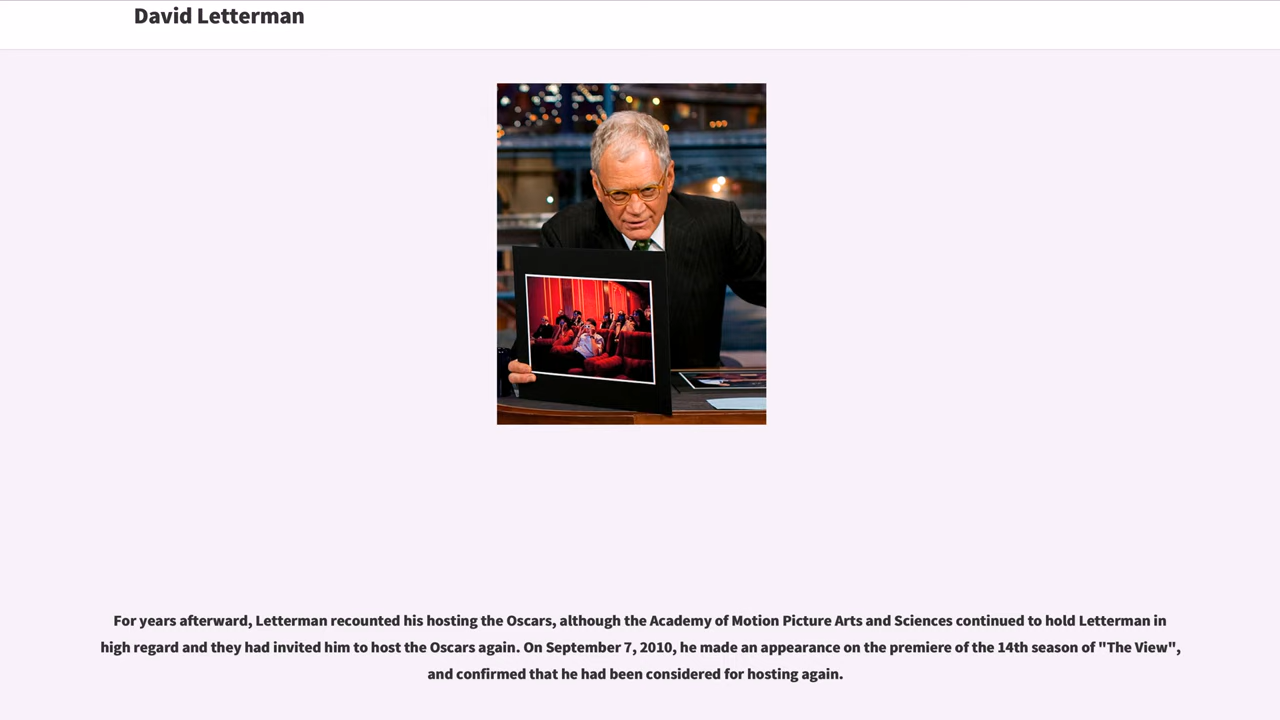 David Letterman
For years afterward, Letterman recounted his hosting the Oscars, although the Academy of Motion Picture Arts and Sciences continued to hold Letterman in
high regard and they had invited him to host the Oscars again. On September 7, 2010, he made an appearance on the premiere of the 14th season of "The View",
and confirmed that he had been considered for hosting again.